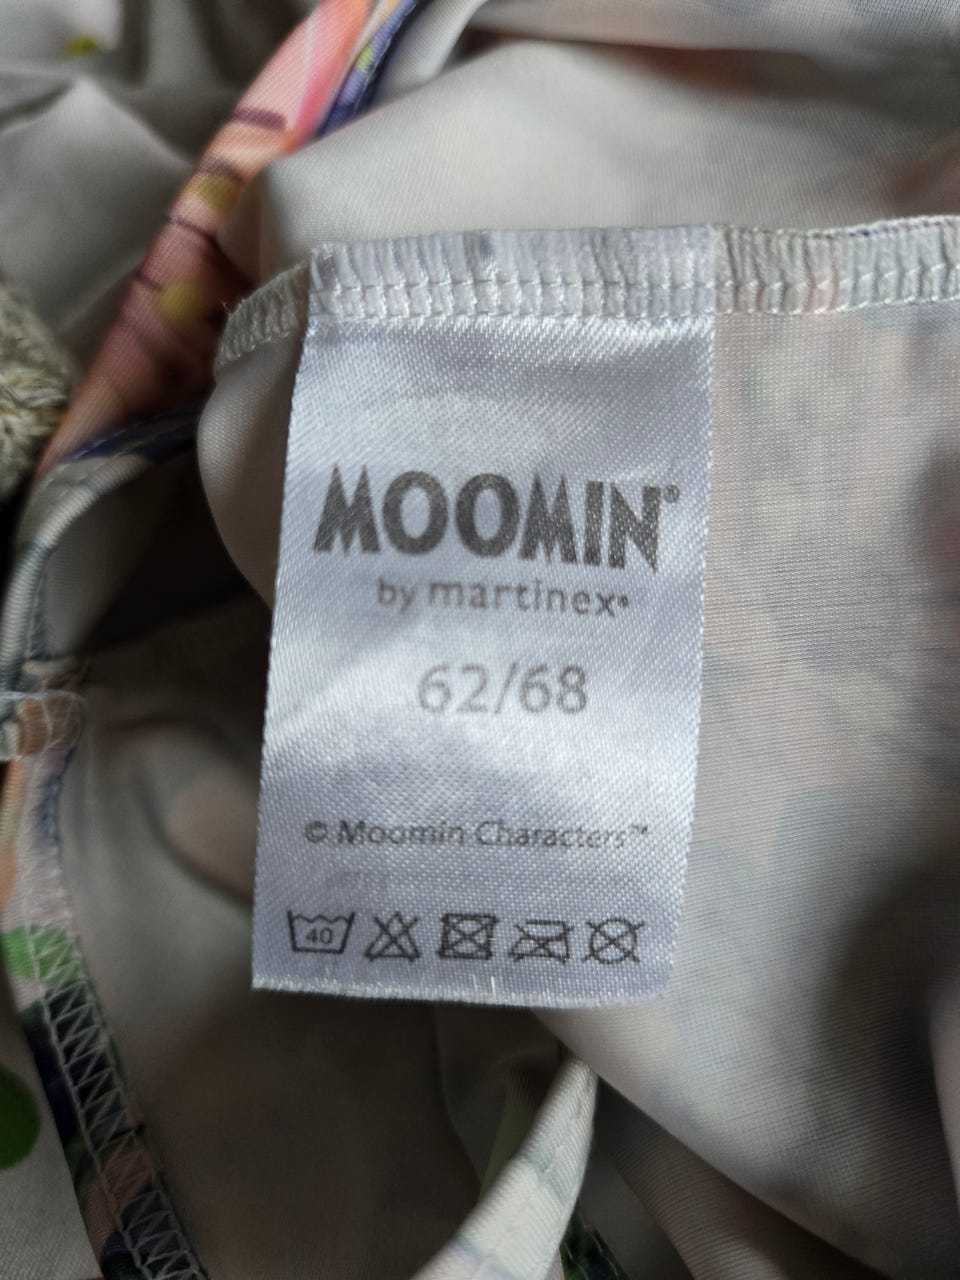 MOOMIN®
by martinex®
62/68
© Moomin Characters™
40